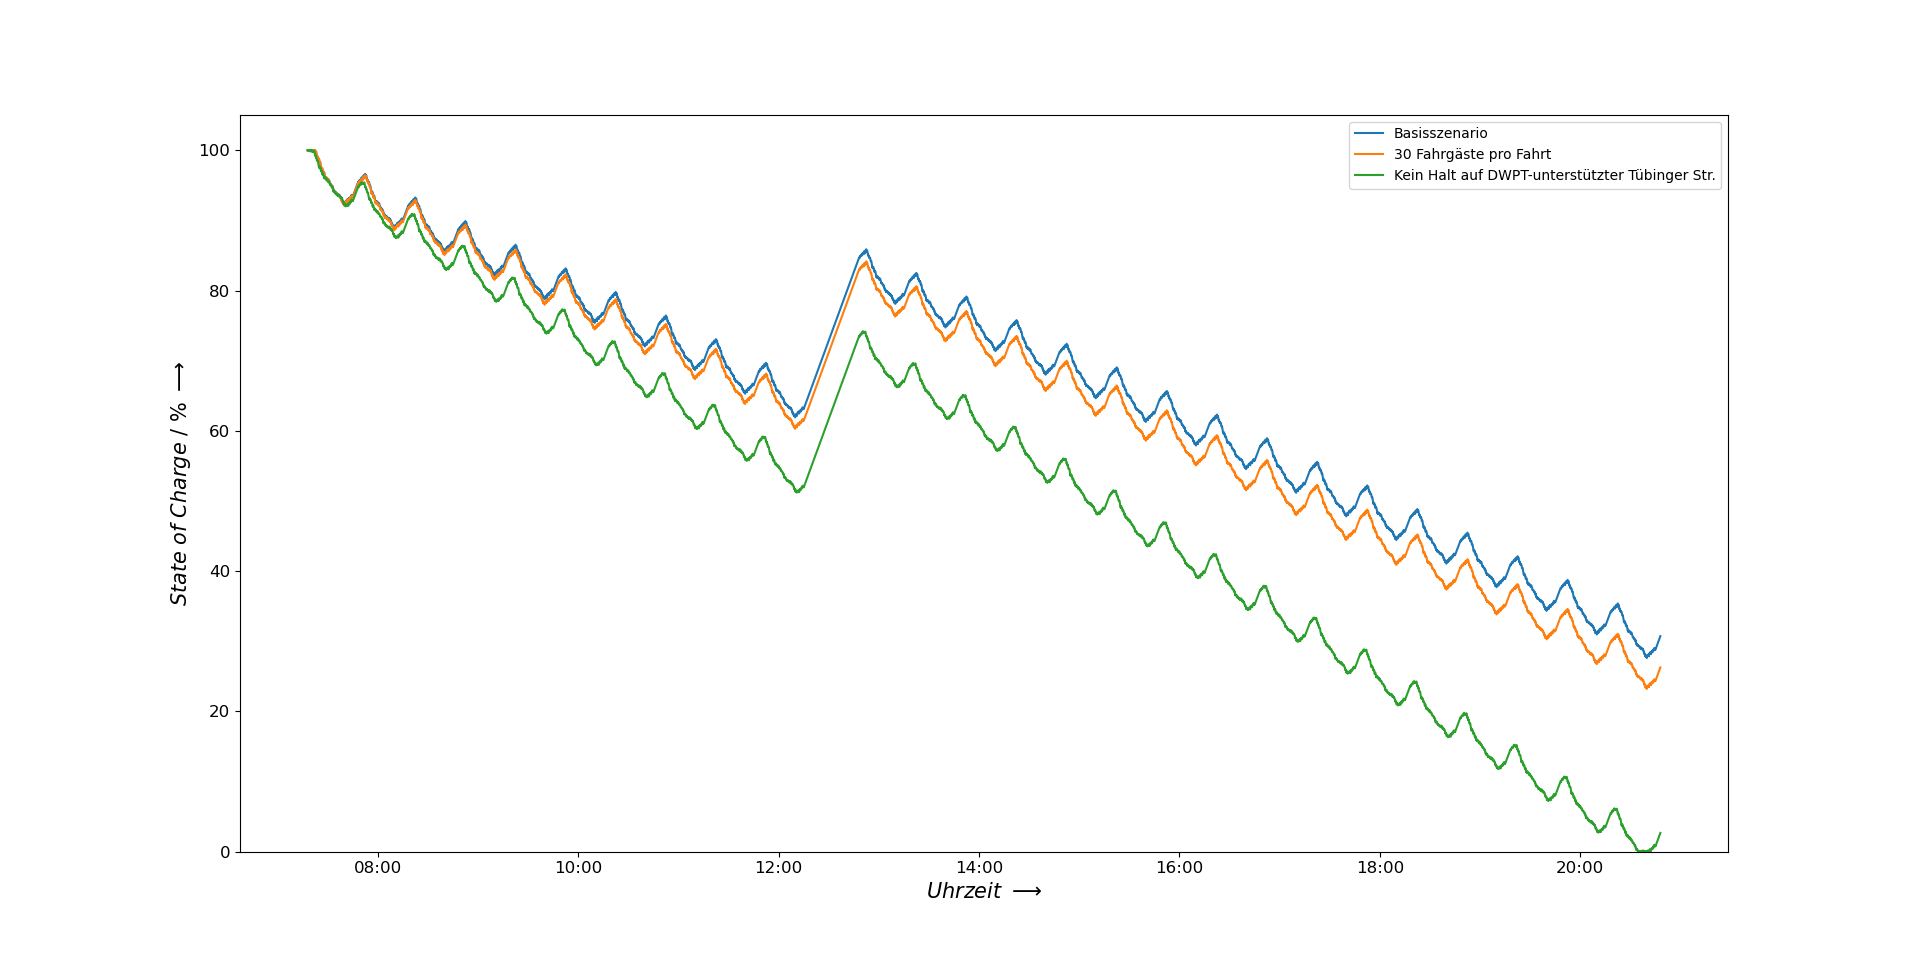 Basisszenario
30 Fahrgäste pro Fahrt
Kein Halt auf DWPT-unterstützter Tübinger Str.
State of Charge / % ⟶
100
80
60
40
20
0
08:00 10:00 12:00 14:00 16:00 18:00 20:00
Uhrzeit ⟶